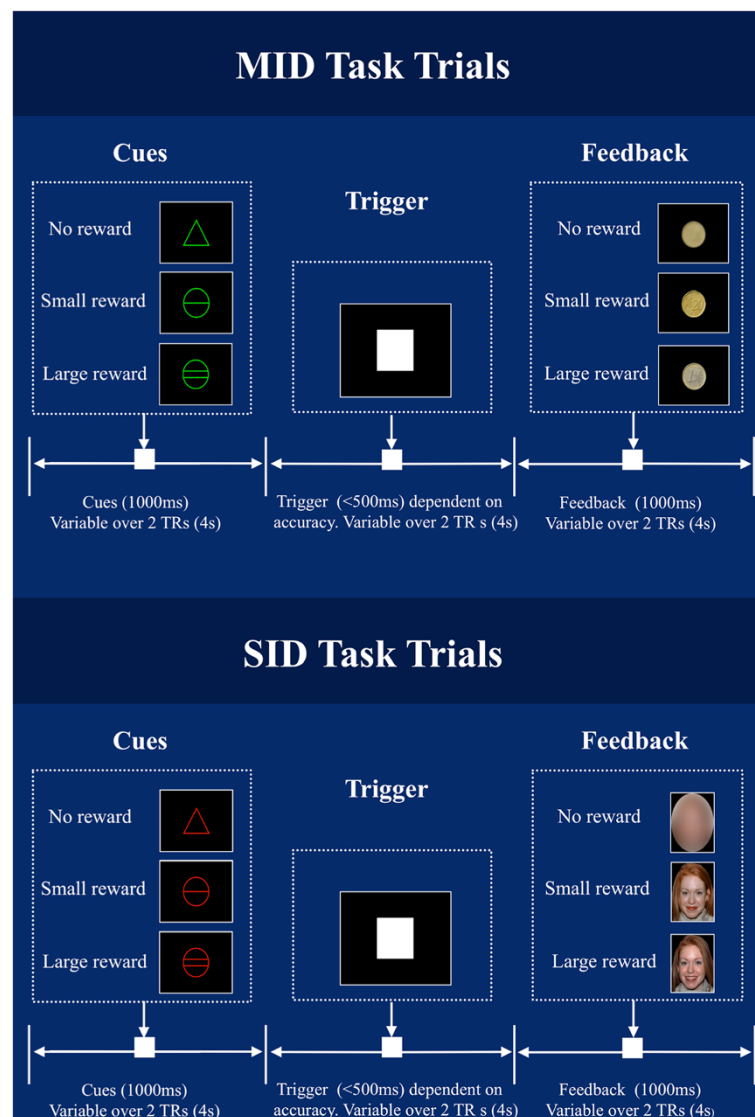 MID Task Trials
Cues
Feedback
Trigger
No reward
Small reward
Large reward
No reward
Small reward
Large reward
Cues (1000ms)
Variable over 2 TRs (4s)
Trigger (<500ms) dependent on
accuracy. Variable over 2 TR s (4s)
Feedback (1000ms)
Variable over 2 TRs (4s)
SID Task Trials
Cues
Feedback
Trigger
No reward
Small reward
Large reward
No reward
Small reward
Large reward
Cues (1000ms)
Variable over 2 TRs (4s)
Trigger (<500ms) dependent on
accuracy. Variable over 2 TR s (4s)
Feedback (1000ms)
Variable over 2 TRs (4s)